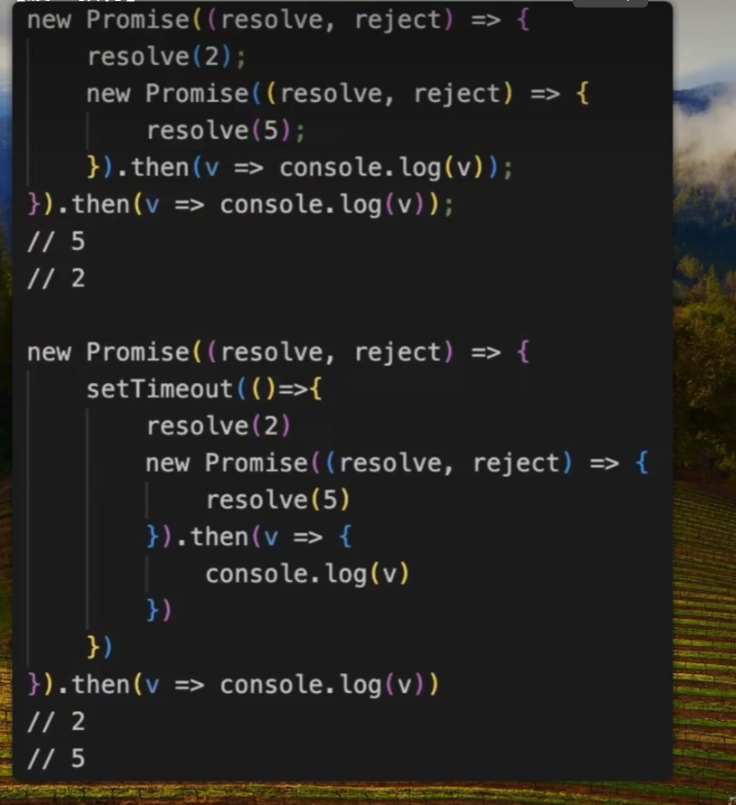 new Promise((resolve, reject) => {
    resolve(2);
    new Promise((resolve, reject) => {
        resolve(5);
    }).then(v => console.log(v));
}).then(v => console.log(v));
// 5
// 2

new Promise((resolve, reject) => {
    setTimeout(()=>{
        resolve(2)
        new Promise((resolve, reject) => {
            resolve(5)
        }).then(v => {
            console.log(v)
        })
    })
}).then(v => console.log(v))
// 2
// 5